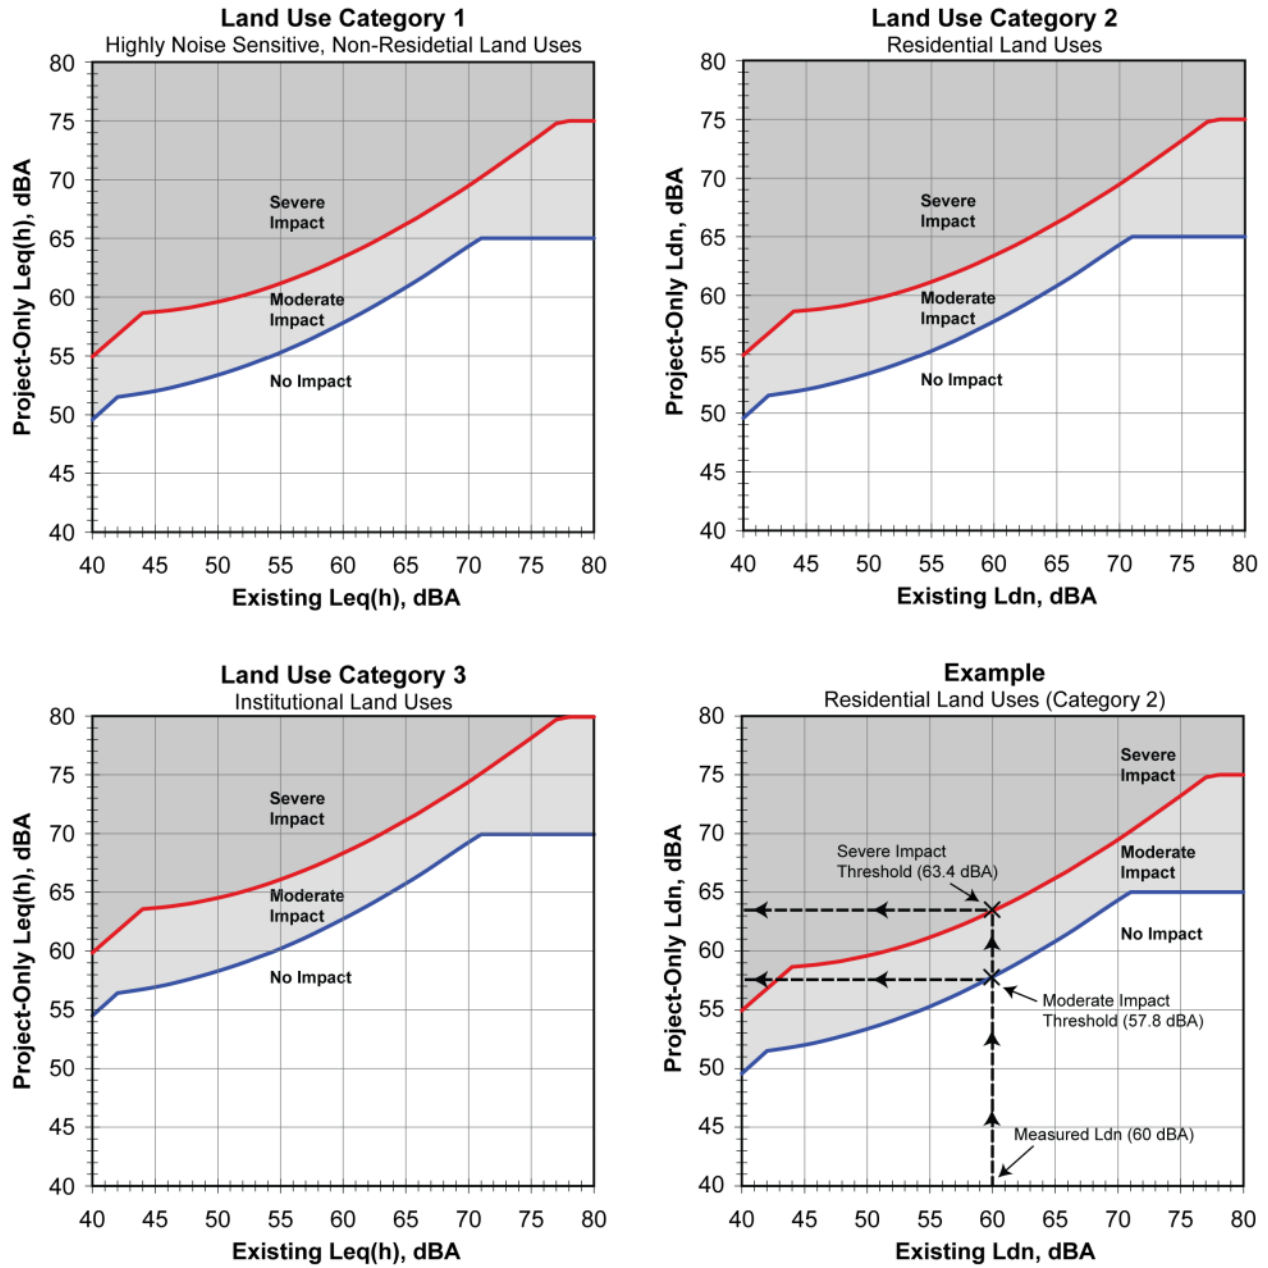 Land Use Category 1
Highly Noise Sensitive, Non-Residetial Land Uses
80
75
70
65
60
55
50
45
40
Project-Only Leq(h), dBA
Severe
Impact
Moderate
Impact
No Impact
40 45 50 55 60 65 70 75 80
Existing Leq(h), dBA
Land Use Category 2
Residential Land Uses
80
75
70
65
60
55
50
45
40
Project-Only Ldn, dBA
Severe
Impact
Moderate
Impact
No Impact
40 45 50 55 60 65 70 75 80
Existing Ldn, dBA
Land Use Category 3
Institutional Land Uses
80
75
70
65
60
55
50
45
40
Project-Only Leq(h), dBA
Severe
Impact
Moderate
Impact
No Impact
40 45 50 55 60 65 70 75 80
Existing Leq(h), dBA
Example
Residential Land Uses (Category 2)
80
75
70
65
60
55
50
45
40
Project-Only Ldn, dBA
Severe
Impact
Severe Impact
Threshold (63.4 dBA)
Moderate
Impact
No Impact
Moderate Impact
Threshold (57.8 dBA)
Measured Ldn (60 dBA)
40 45 50 55 60 65 70 75 80
Existing Ldn, dBA